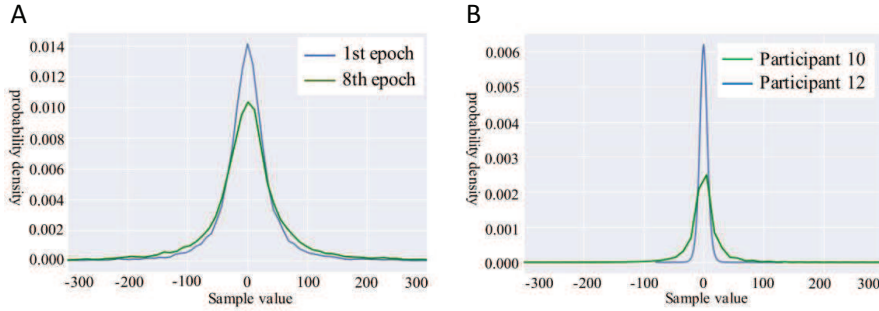 A
probability density
0.014
0.012
0.010
0.008
0.006
0.004
0.002
0.000
1st epoch
8th epoch
-300
-200
-100
0
100
200
300
Sample value
B
probability density
0.006
0.005
0.004
0.003
0.002
0.001
0.000
Participant 10
Participant 12
-300
-200
-100
0
100
200
300
Sample value